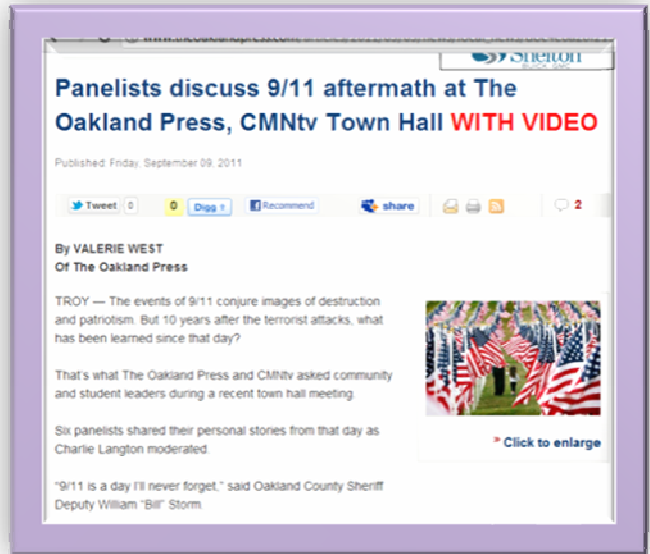 Shelton
Panelists discuss 9/11 aftermath at The
Oakland Press, CMNtv Town Hall WITH VIDEO
Published: Friday, September 09, 2011
Tweet 0 0 Digg Recommend share 2
By VALERIE WEST
Of The Oakland Press
TROY — The events of 9/11 conjure images of destruction
and patriotism. But 10 years after the terrorist attacks, what
has been learned since that day?
That's what The Oakland Press and CMNtv asked community
and student leaders during a recent town hall meeting.
Six panelists shared their personal stories from that day as
Charlie Langton moderated.
» Click to enlarge
"9/11 is a day I'll never forget," said Oakland County Sheriff
Deputy William "Bill" Storm.